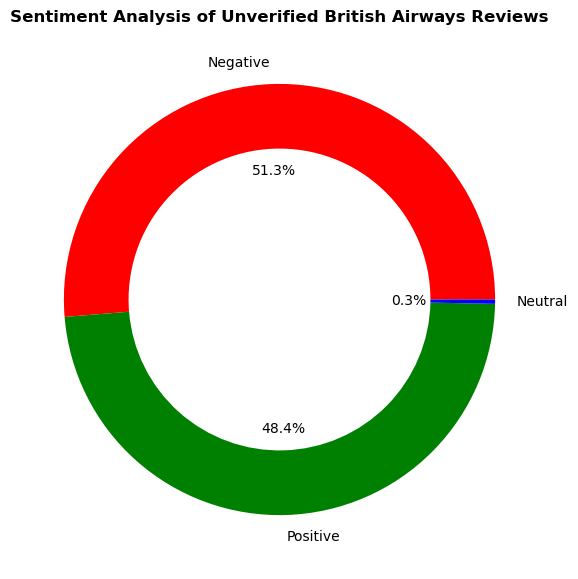 Sentiment Analysis of Unverified British Airways Reviews
Negative
51.3%
0.3%
Neutral
48.4%
Positive